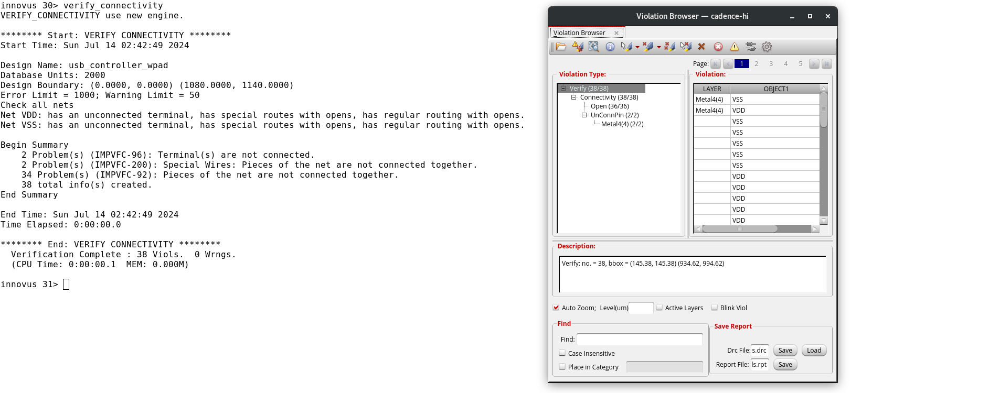 innovus 30> verify_connectivity
VERIFY_CONNECTIVITY use new engine.
******** Start: VERIFY CONNECTIVITY ********
Start Time: Sun Jul 14 02:42:49 2024
Design Name: usb_controller_wpad
Database Units: 2000
Design Boundary: (0.0000, 0.0000) (1080.0000, 1140.0000)
Error Limit = 1000; Warning Limit = 50
Check all nets
Net VDD: has an unconnected terminal, has special routes with opens, has regular routing with opens.
Net VSS: has an unconnected terminal, has special routes with opens, has regular routing with opens.
Begin Summary
    2 Problem(s) (IMPVFC-96): Terminal(s) are not connected.
    2 Problem(s) (IMPVFC-200): Special Wires: Pieces of the net are not connected together.
    34 Problem(s) (IMPVFC-92): Pieces of the net are not connected together.
    38 total info(s) created.
End Summary
End Time: Sun Jul 14 02:42:49 2024
Time Elapsed: 0:00:00.0
******** End: VERIFY CONNECTIVITY ********
  Verification Complete : 38 Viols.  0 Wrngs.
  (CPU Time: 0:00:00.1  MEM: 0.000M)
innovus 31>
Violation Browser — cadence-hi
Violation Browser
Page: 1 2 3 4 5
Violation Type:
Verify (38/38)
Connectivity (38/38)
Open (36/36)
UnConnPin (2/2)
Metal4(4) (2/2)
Violation:
LAYER OBJECT1
Metal4(4) VSS
Metal4(4) VDD
VSS
VSS
VSS
VSS
VSS
VDD
VDD
VDD
VDD
VDD
Description:
Verify: no. = 38, bbox = (145.38, 145.38) (934.62, 994.62)
Auto Zoom; Level(um) Active Layers Blink Viol
Find
Find:
Case Insensitive
Place in Category
Save Report
Drc File: s.drc Save Load
Report File: ls.rpt Save